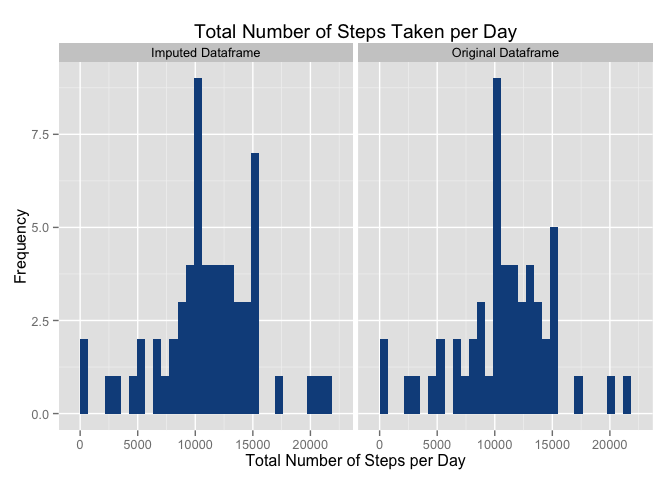 Total Number of Steps Taken per Day
Imputed Dataframe
Original Dataframe
Frequency
7.5
5.0
2.5
0.0
0 5000 10000 15000 20000
0 5000 10000 15000 20000
Total Number of Steps per Day